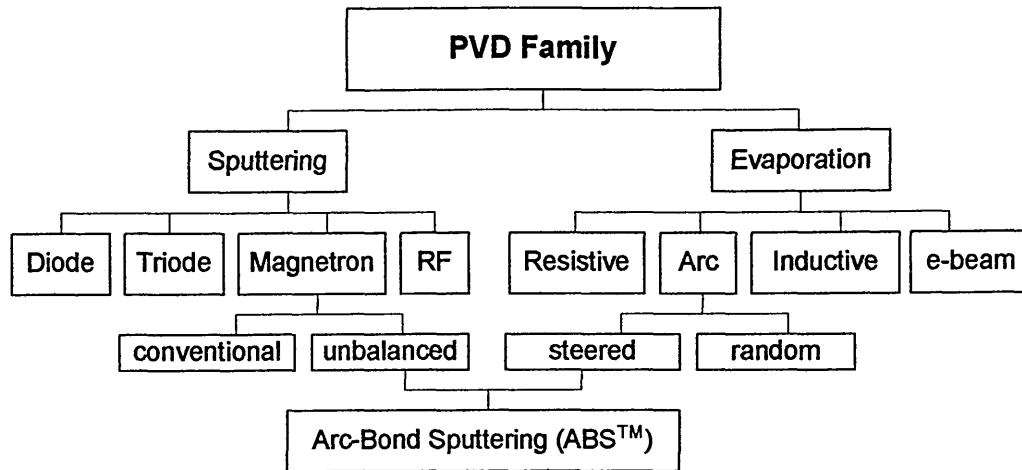 PVD Family
Sputtering
Evaporation
Diode
Triode
Magnetron
RF
Resistive
Arc
Inductive
e-beam
conventional
unbalanced
steered
random
Arc-Bond Sputtering (ABS™)